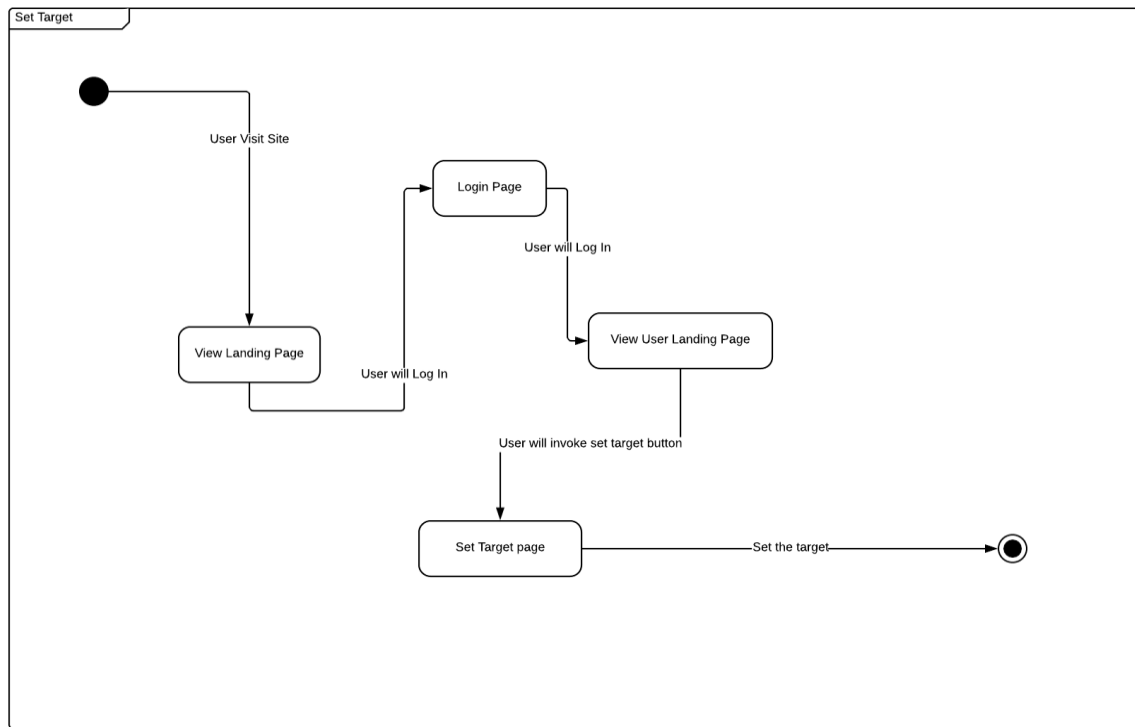 Set Target
User Visit Site
Login Page
User will Log In
View User Landing Page
View Landing Page
User will Log In
User will invoke set target button
Set Target page
Set the target